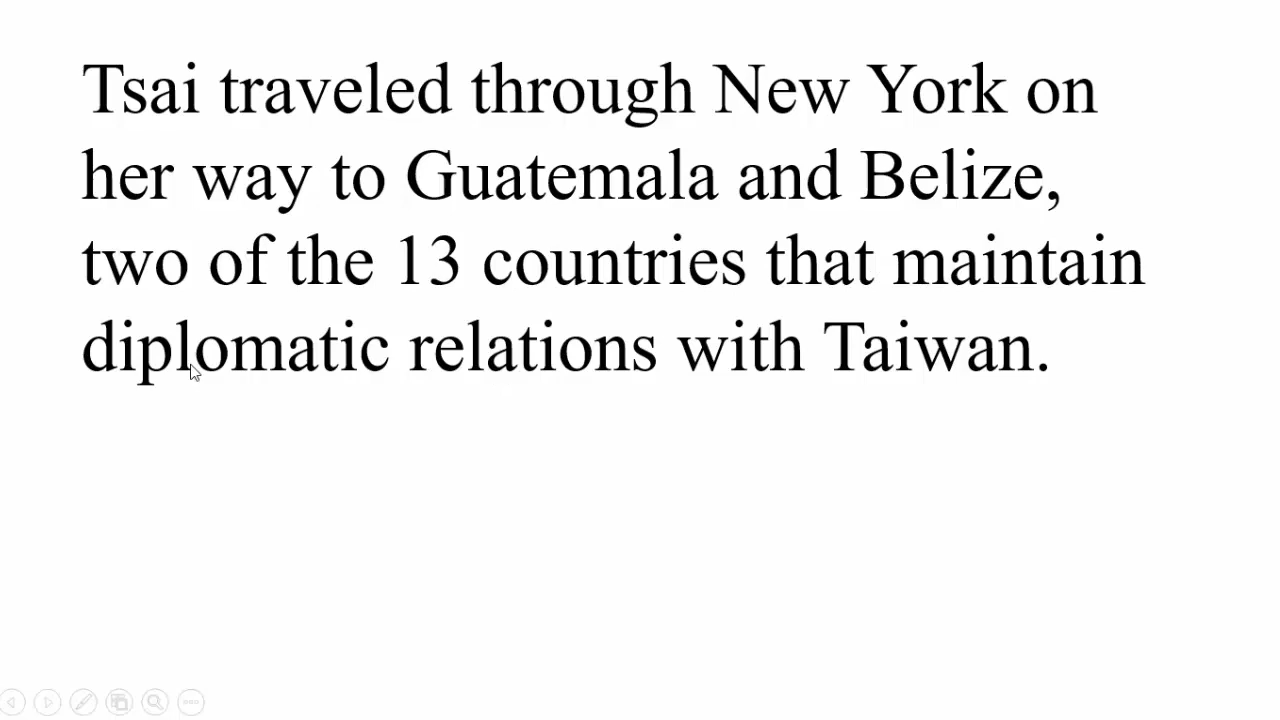 Tsai traveled through New York on
her way to Guatemala and Belize,
two of the 13 countries that maintain
diplomatic relations with Taiwan.